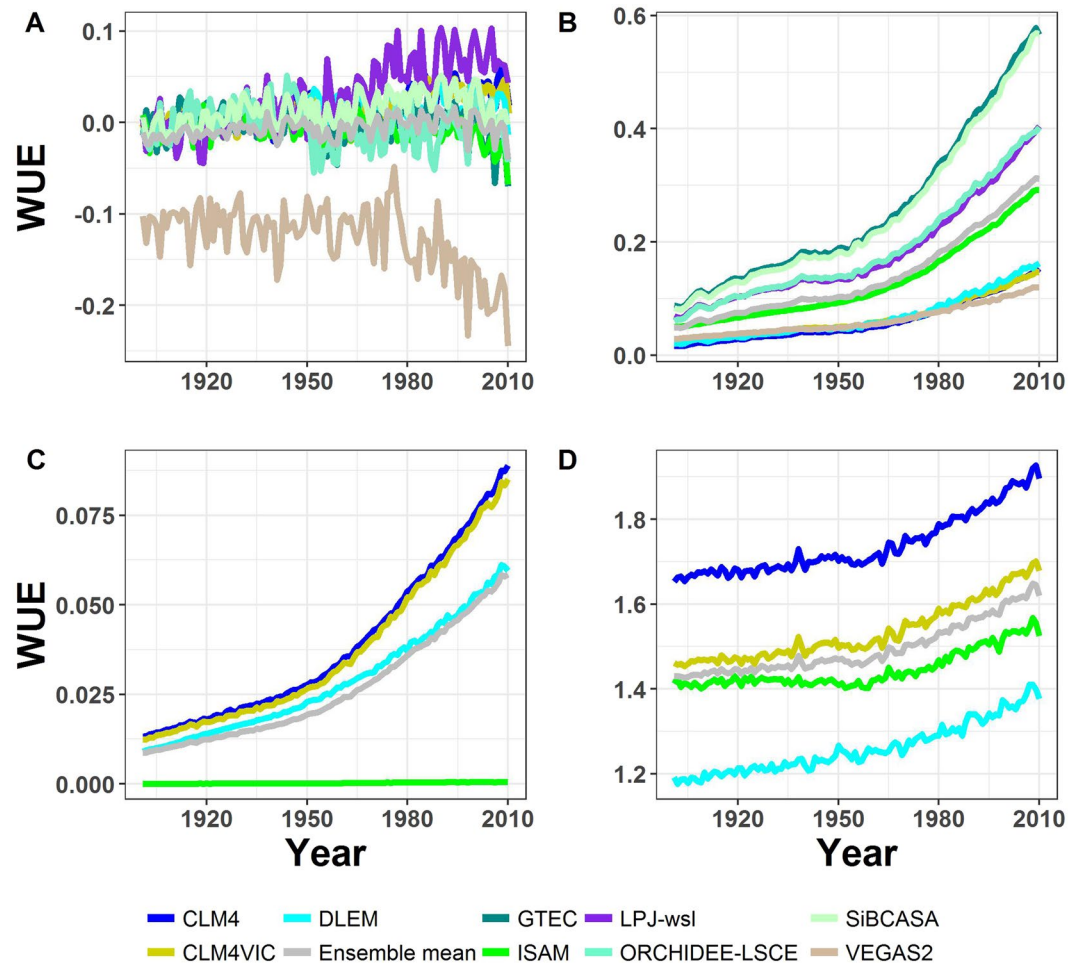 A
B
0.1
0.0
-0.1
-0.2
WUE
1920
1950
1980
2010
0.6
0.4
0.2
0.0
1920
1950
1980
2010
C
D
0.075
0.050
0.025
0.000
WUE
1920
1950
1980
2010
Year
1.8
1.6
1.4
1.2
1920
1950
1980
2010
Year
CLM4
DLEM
GTEC
LPJ-wsl
SiBCASA
CLM4VIC
Ensemble mean
ISAM
ORCHIDEE-LSCE
VEGAS2